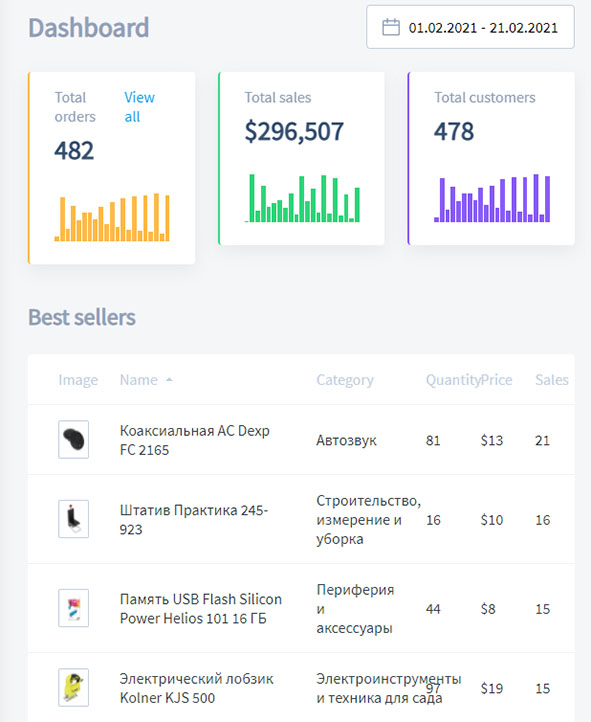 Dashboard
01.02.2021 - 21.02.2021
Total orders
View all
482
Total sales
$296,507
Total customers
478
Best sellers
Image Name Category Quantity Price Sales
Коаксиальная АС Dexp
FC 2165
Автозвук
81 $13 21
Штатив Практика 245-
923
Строительство,
измерение и
уборка
16 $10 16
Память USB Flash Silicon
Power Helios 101 16 ГБ
Периферия
и
аксессуары
44 $8 15
Электрический лобзик
Kolner KJS 500
Электроинструменты
и техника для сада
97 $19 15